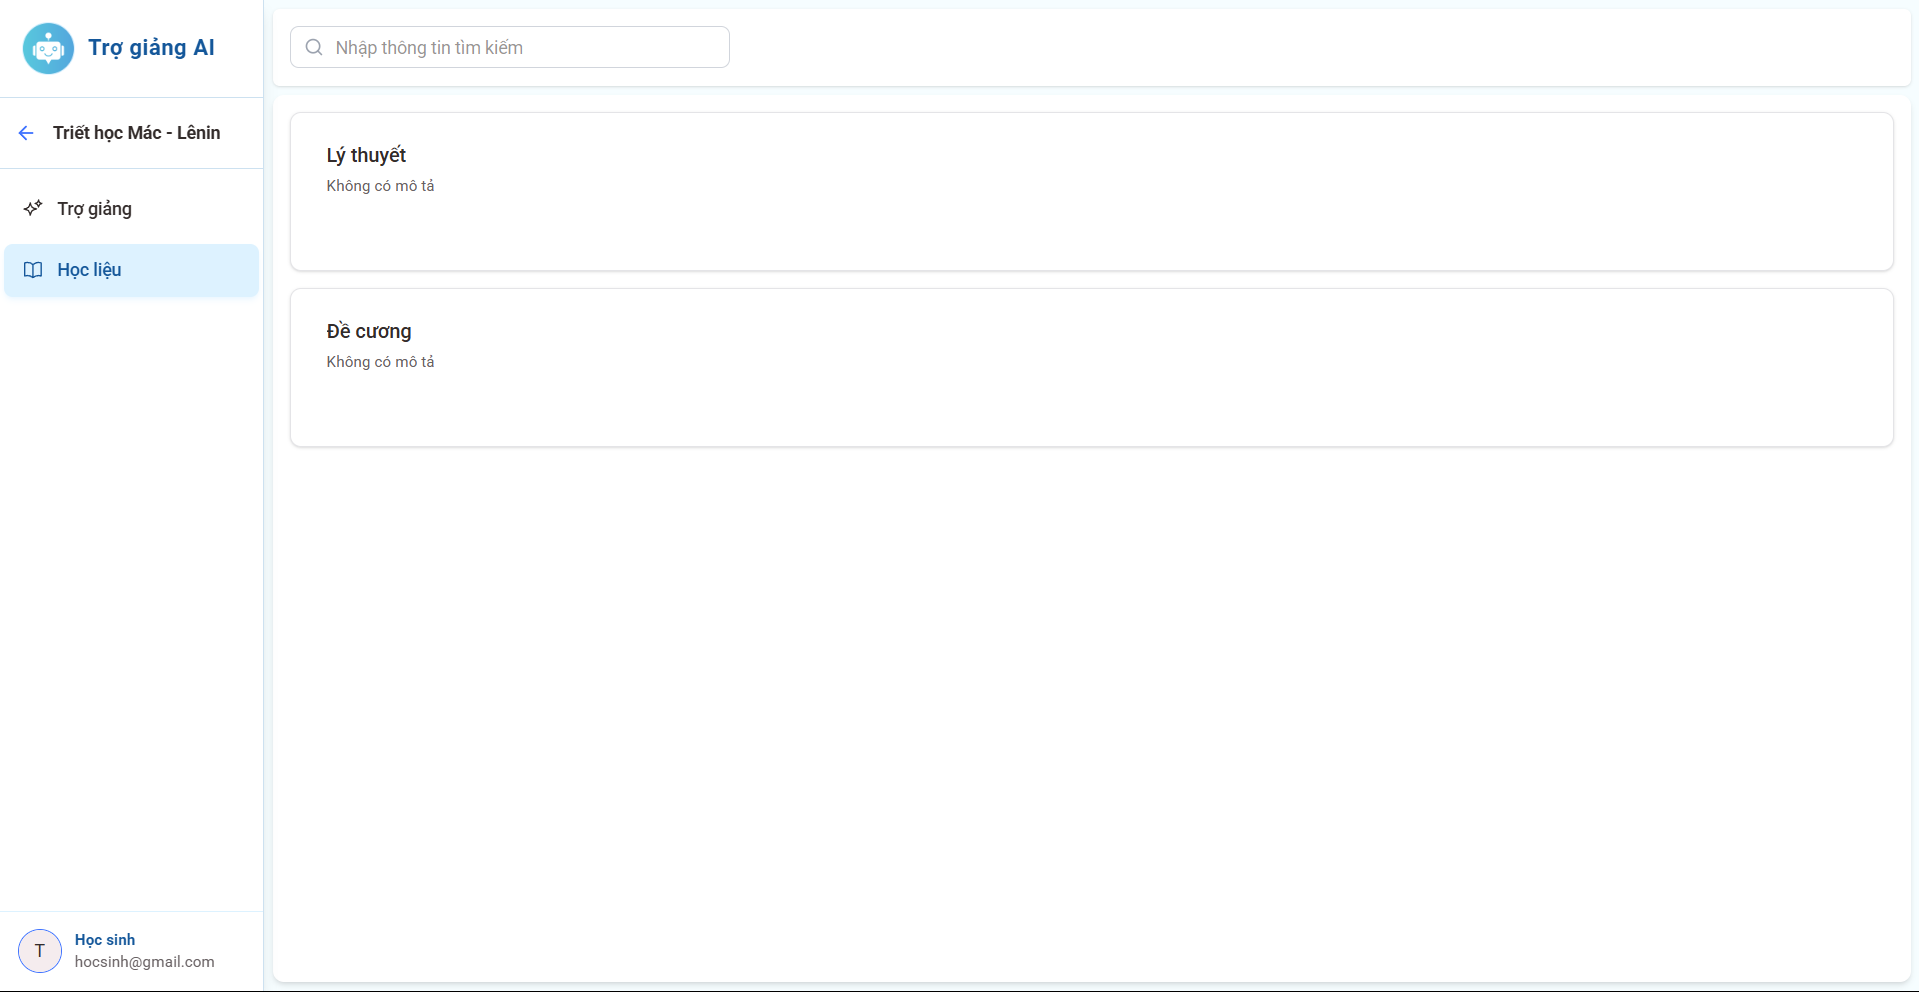 Trợ giảng AI
Triết học Mác - Lênin
Trợ giảng
Học liệu
Nhập thông tin tìm kiếm
Lý thuyết
Không có mô tả
Đề cương
Không có mô tả
T
Học sinh
hocsinh@gmail.com